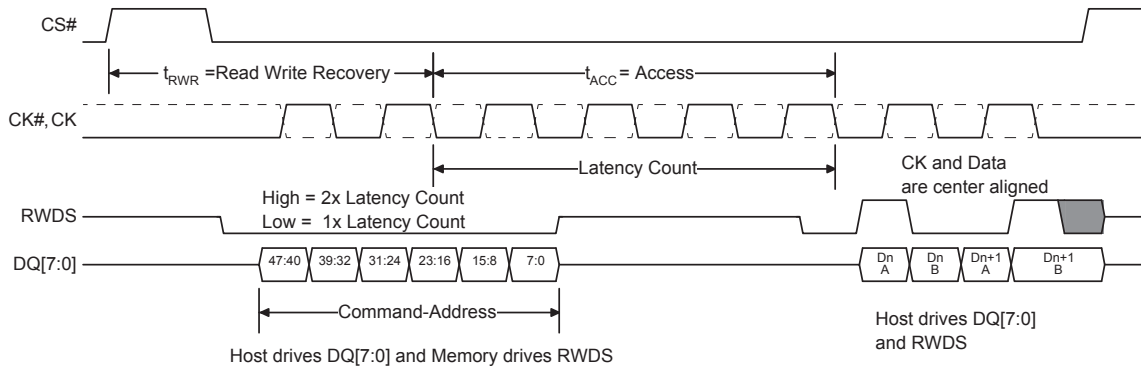 CS#
t_RWR =Read Write Recovery
t_ACC = Access
CK#, CK
Latency Count
CK and Data
are center aligned
High = 2x Latency Count
Low = 1x Latency Count
RWDS
DQ[7:0]
47:40
39:32
31:24
23:16
15:8
7:0
Dn
A
Dn
B
Dn+1
A
Dn+1
B
Command-Address
Host drives DQ[7:0]
and RWDS
Host drives DQ[7:0] and Memory drives RWDS